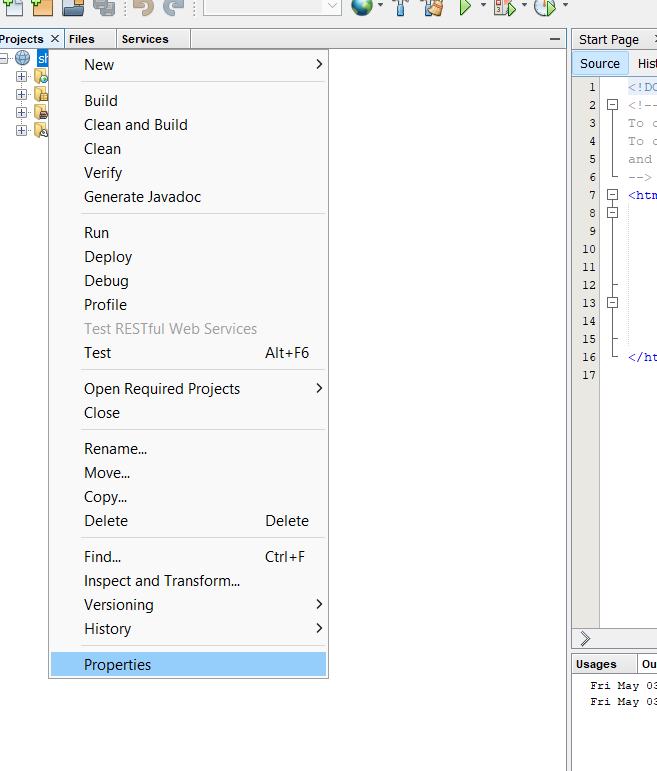 Projects
Files
Services
Start Page
Source
New
Build
Clean and Build
Clean
Verify
Generate Javadoc
Run
Deploy
Debug
Profile
Test RESTful Web Services
Test Alt+F6
Open Required Projects
Close
Rename...
Move...
Copy...
Delete Delete
Find... Ctrl+F
Inspect and Transform...
Versioning
History
Properties
1 <!DO
2 <!--
3 To c
4 To c
5 and
6 -->
7 <htm
8
9
10
11
12
13
14
15
16 </ht
17
Usages
Fri May 03
Fri May 03